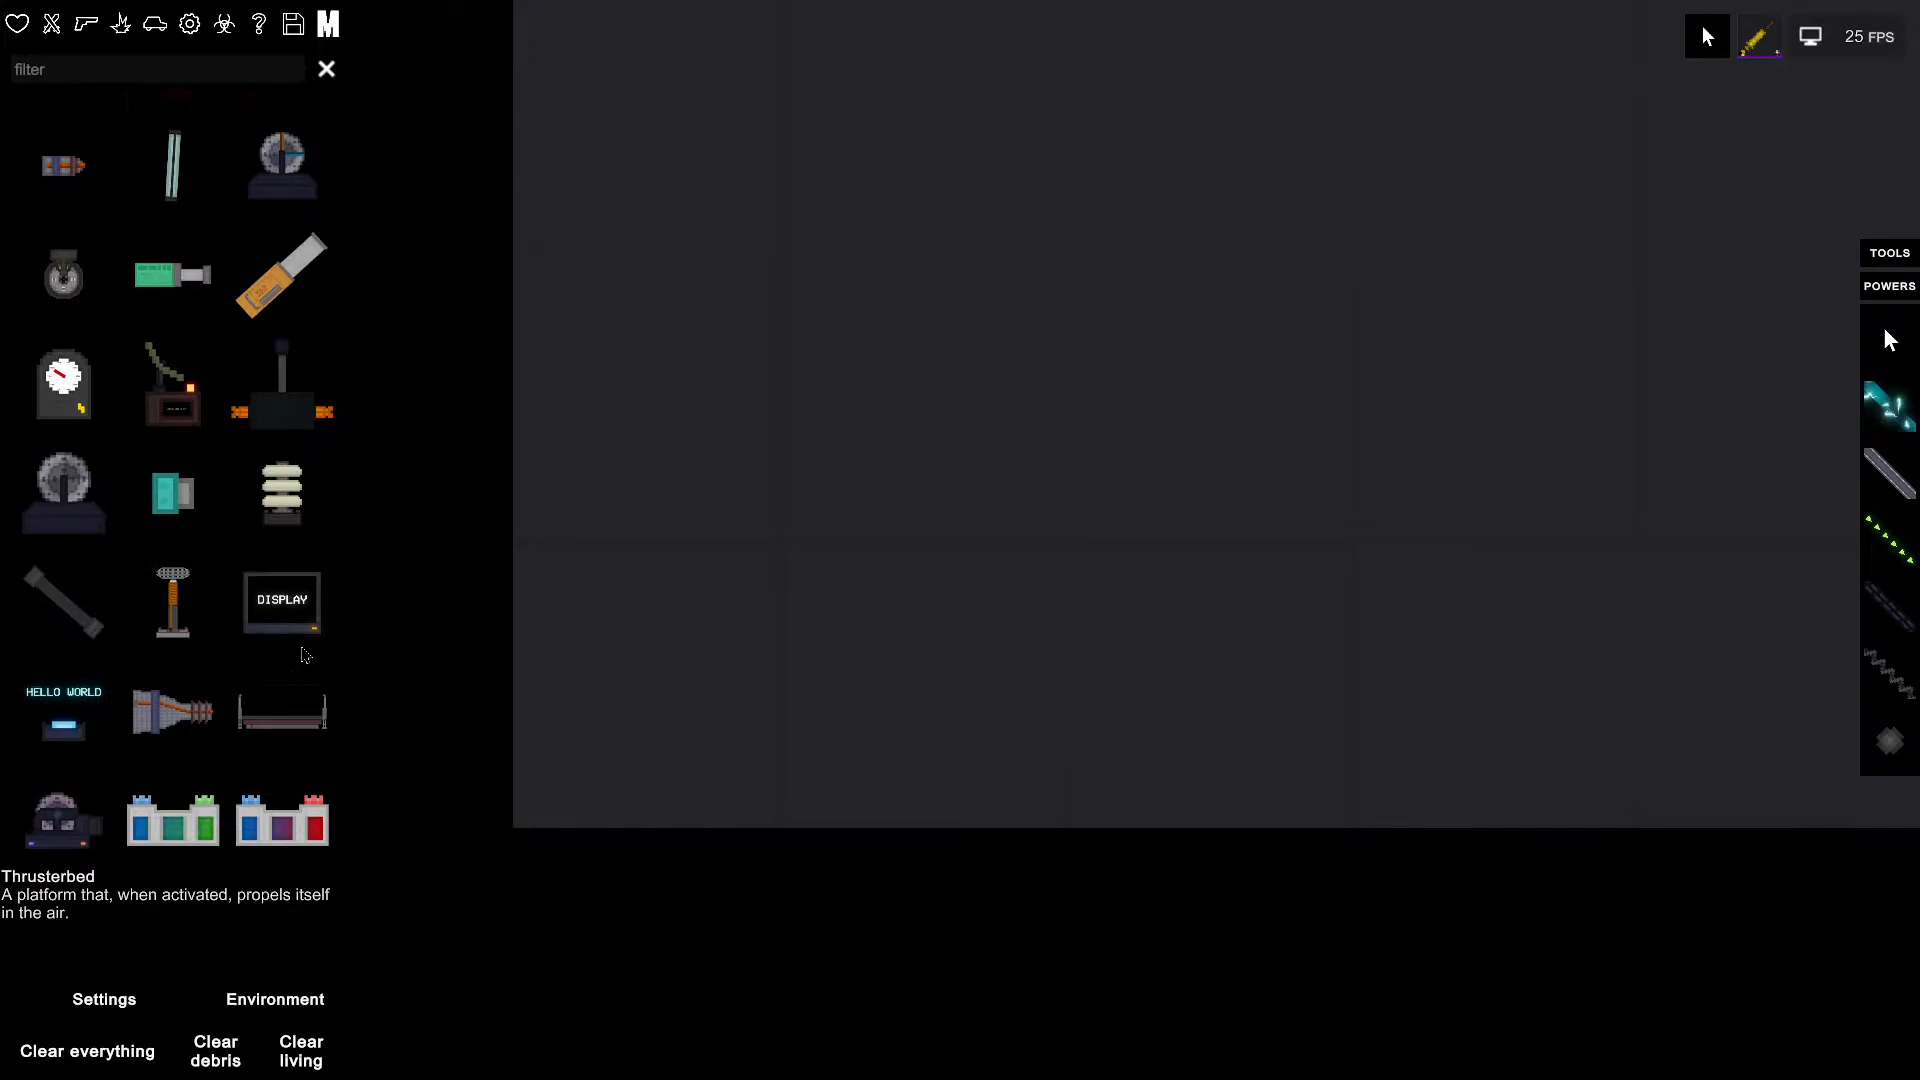 M
25 FPS
filter
TOOLS
POWERS
DISPLAY
HELLO WORLD
Thrusterbed
A platform that, when activated, propels itself
in the air.
Settings
Environment
Clear everything
Clear
debris
Clear
living